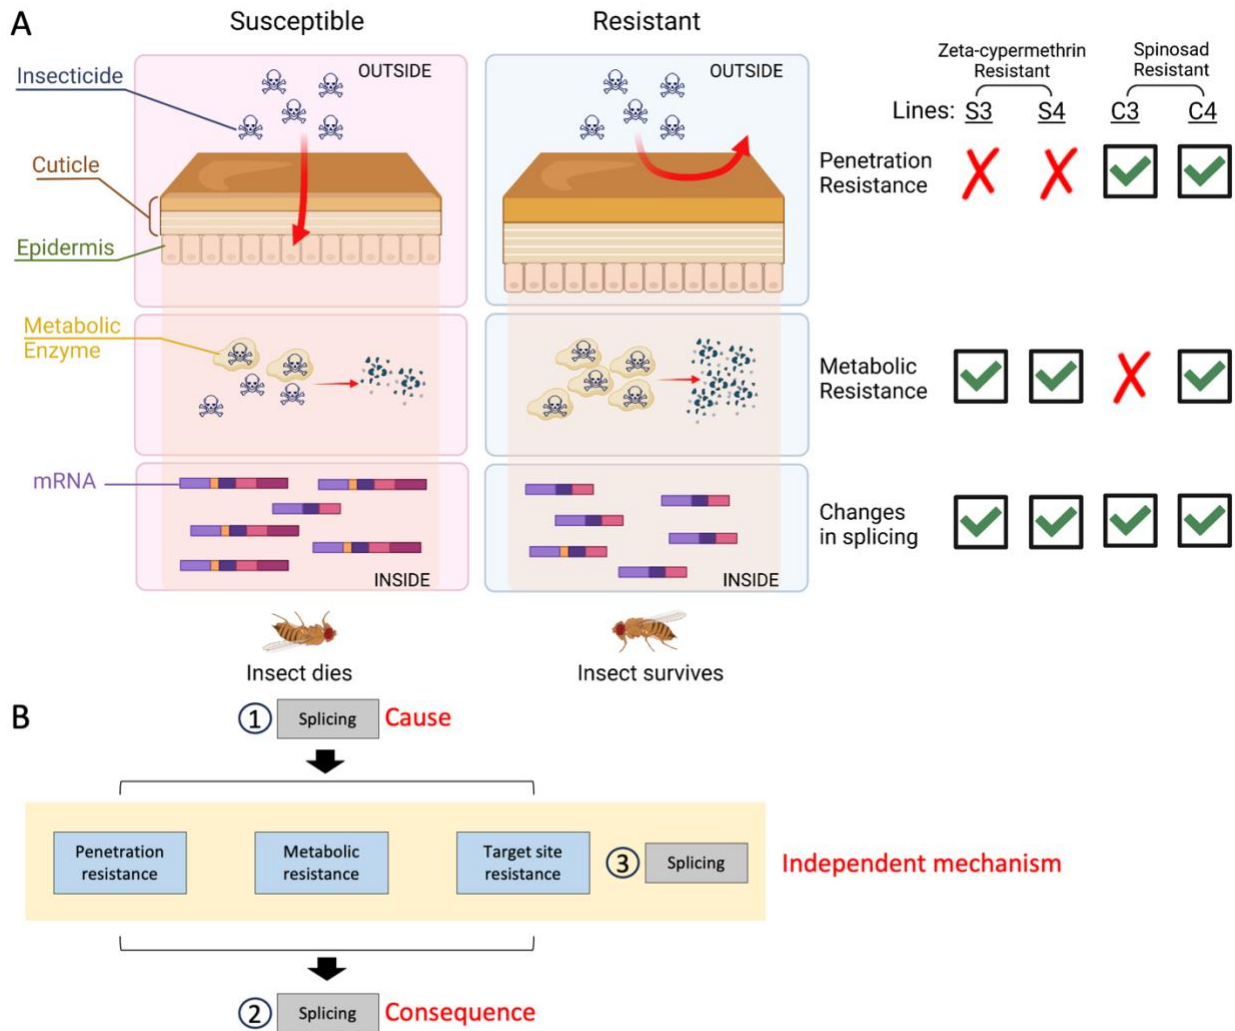 A
Susceptible
Resistant
Zeta-cypermethrin
Resistant
Spinosad
Resistant
Lines: S3 S4 C3 C4
Insecticide
OUTSIDE
OUTSIDE
Cuticle
Epidermis
Penetration
Resistance
Metabolic
Enzyme
Metabolic
Resistance
mRNA
Changes
in splicing
INSIDE
INSIDE
Insect dies
Insect survives
B
1 Splicing Cause
Penetration
resistance
Metabolic
resistance
Target site
resistance
3 Splicing
Independent mechanism
2 Splicing Consequence